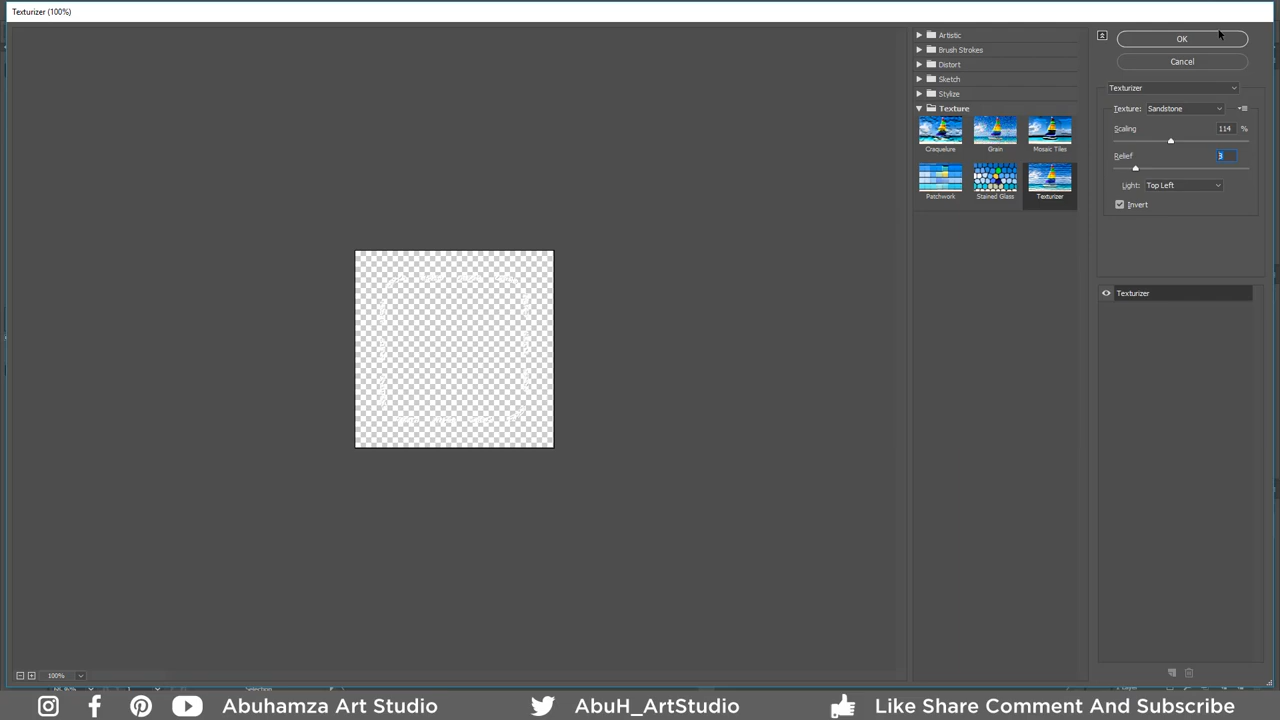 Texturizer (100%)
Artistic
Brush Strokes
Distort
Sketch
Stylize
Texture
Craquelure
Grain
Mosaic Tiles
Patchwork
Stained Glass
Texturizer
OK
Cancel
Texturizer
Texture: Sandstone
Scaling 114 %
Relief 3
Light: Top Left
Invert
Texturizer
100%
Abuhamza Art Studio
AbuH_ArtStudio
Like Share Comment And Subscribe